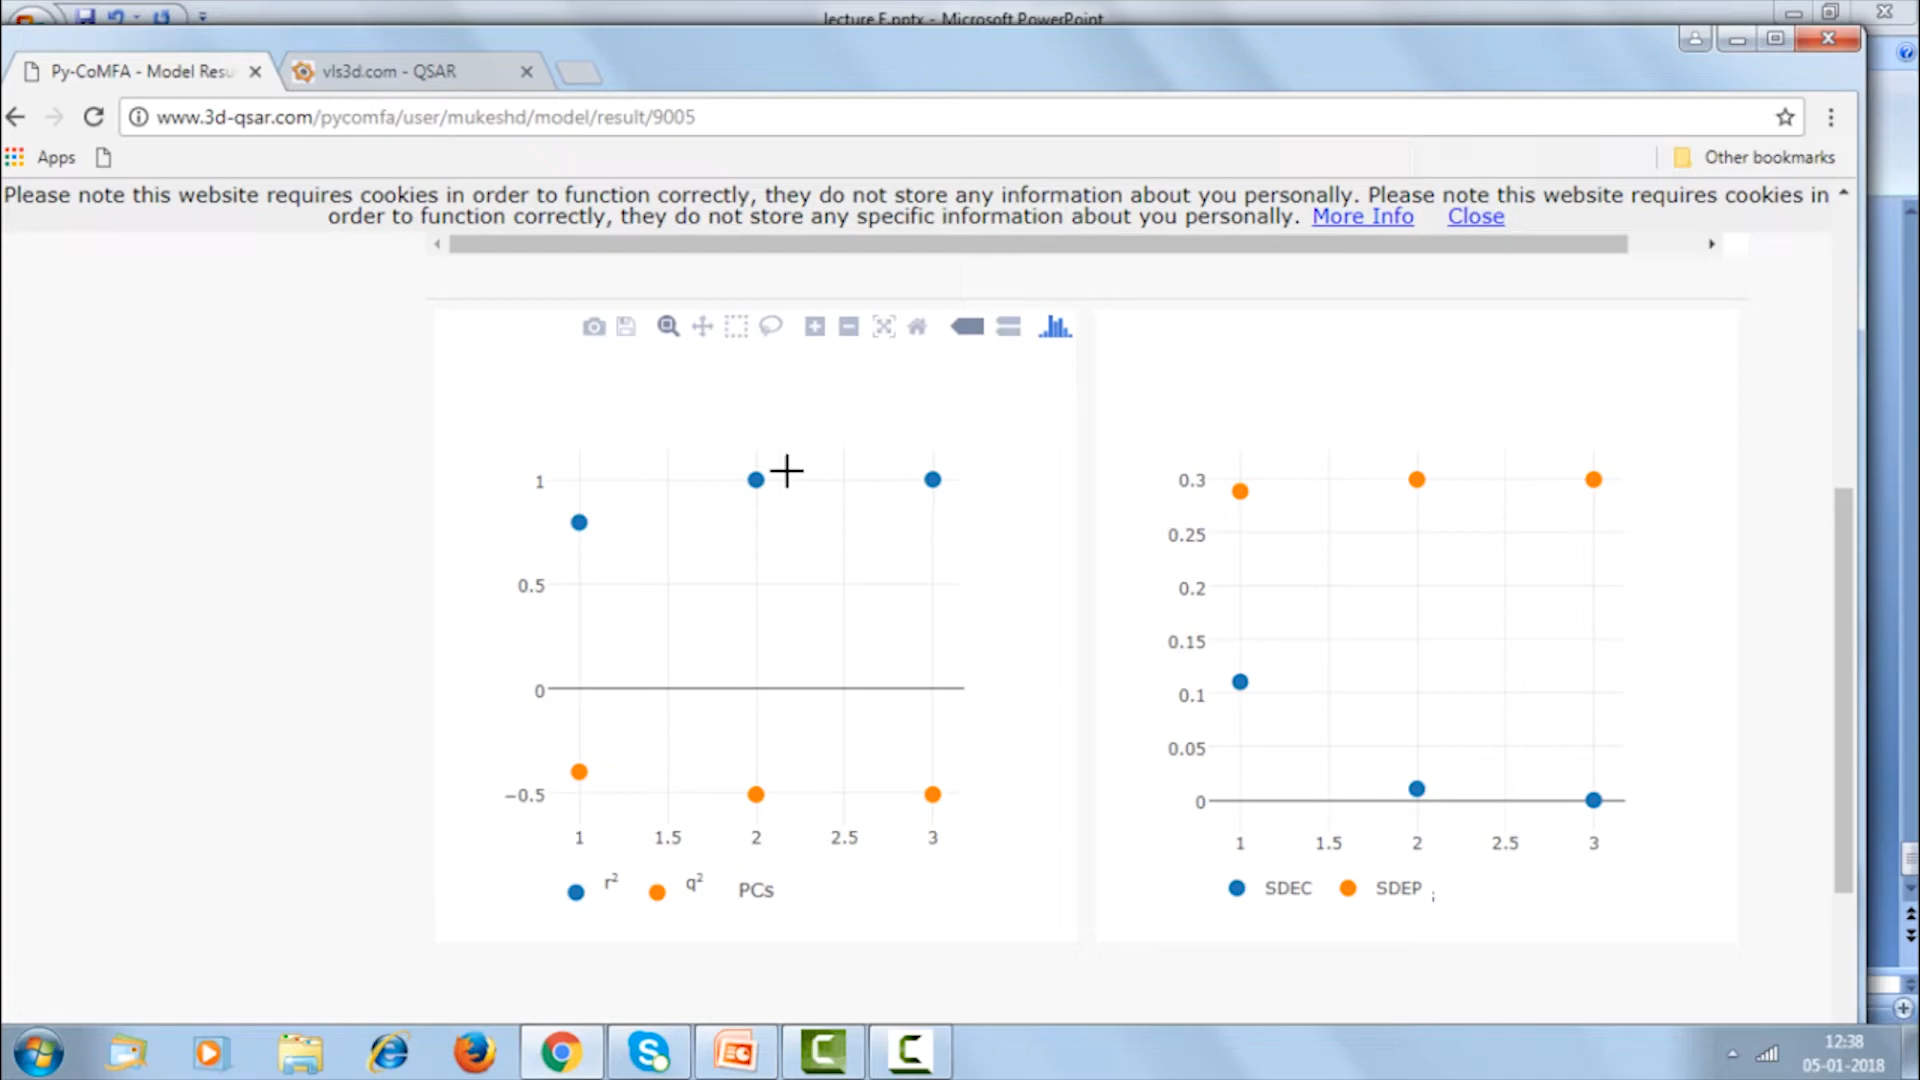 lecture F.pptx - Microsoft PowerPoint
Py-CoMFA - Model Resu
vls3d.com - QSAR
www.3d-qsar.com/pycomfa/user/mukeshd/model/result/9005
Apps
Other bookmarks
Please note this website requires cookies in order to function correctly, they do not store any information about you personally. Please note this website requires cookies in
order to function correctly, they do not store any specific information about you personally. More Info Close
1
0.5
0
−0.5
1 1.5 2 2.5 3
r² q² PCs
0.3
0.25
0.2
0.15
0.1
0.05
0
1 1.5 2 2.5 3
SDEC SDEP ;
12:38
05-01-2018